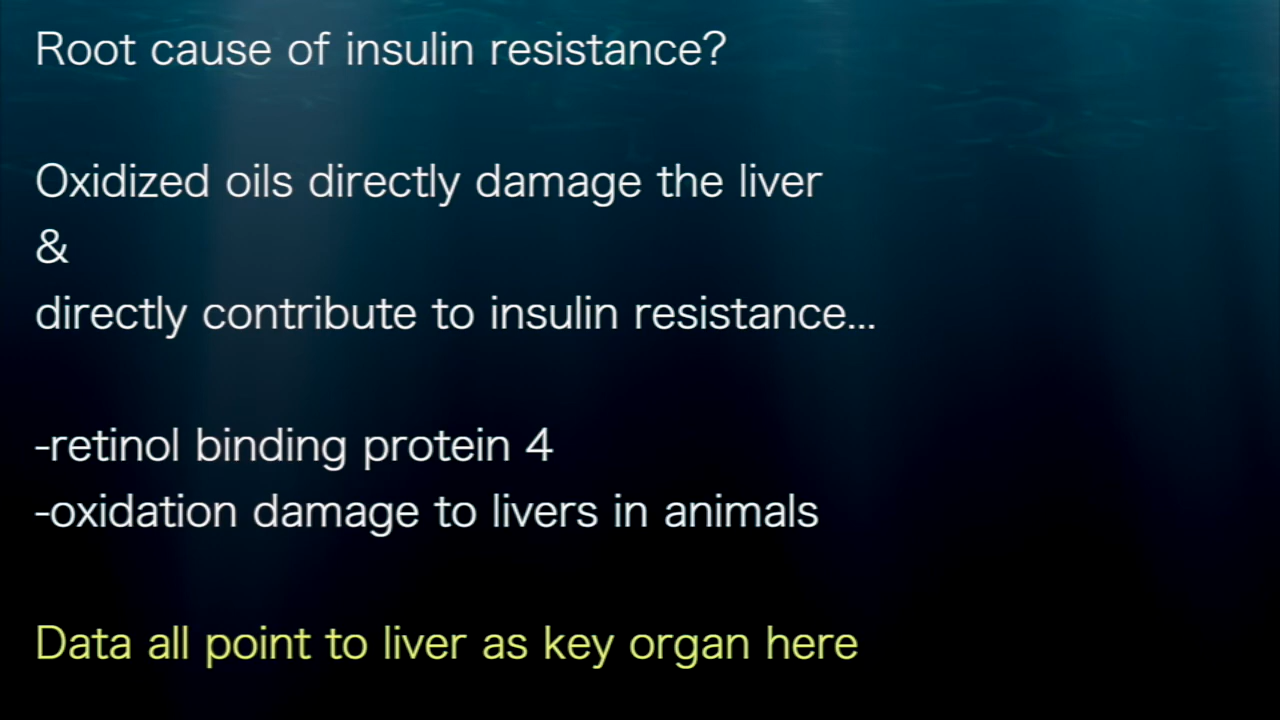 Root cause of insulin resistance?
Oxidized oils directly damage the liver
&
directly contribute to insulin resistance...
-retinol binding protein 4
-oxidation damage to livers in animals
Data all point to liver as key organ here